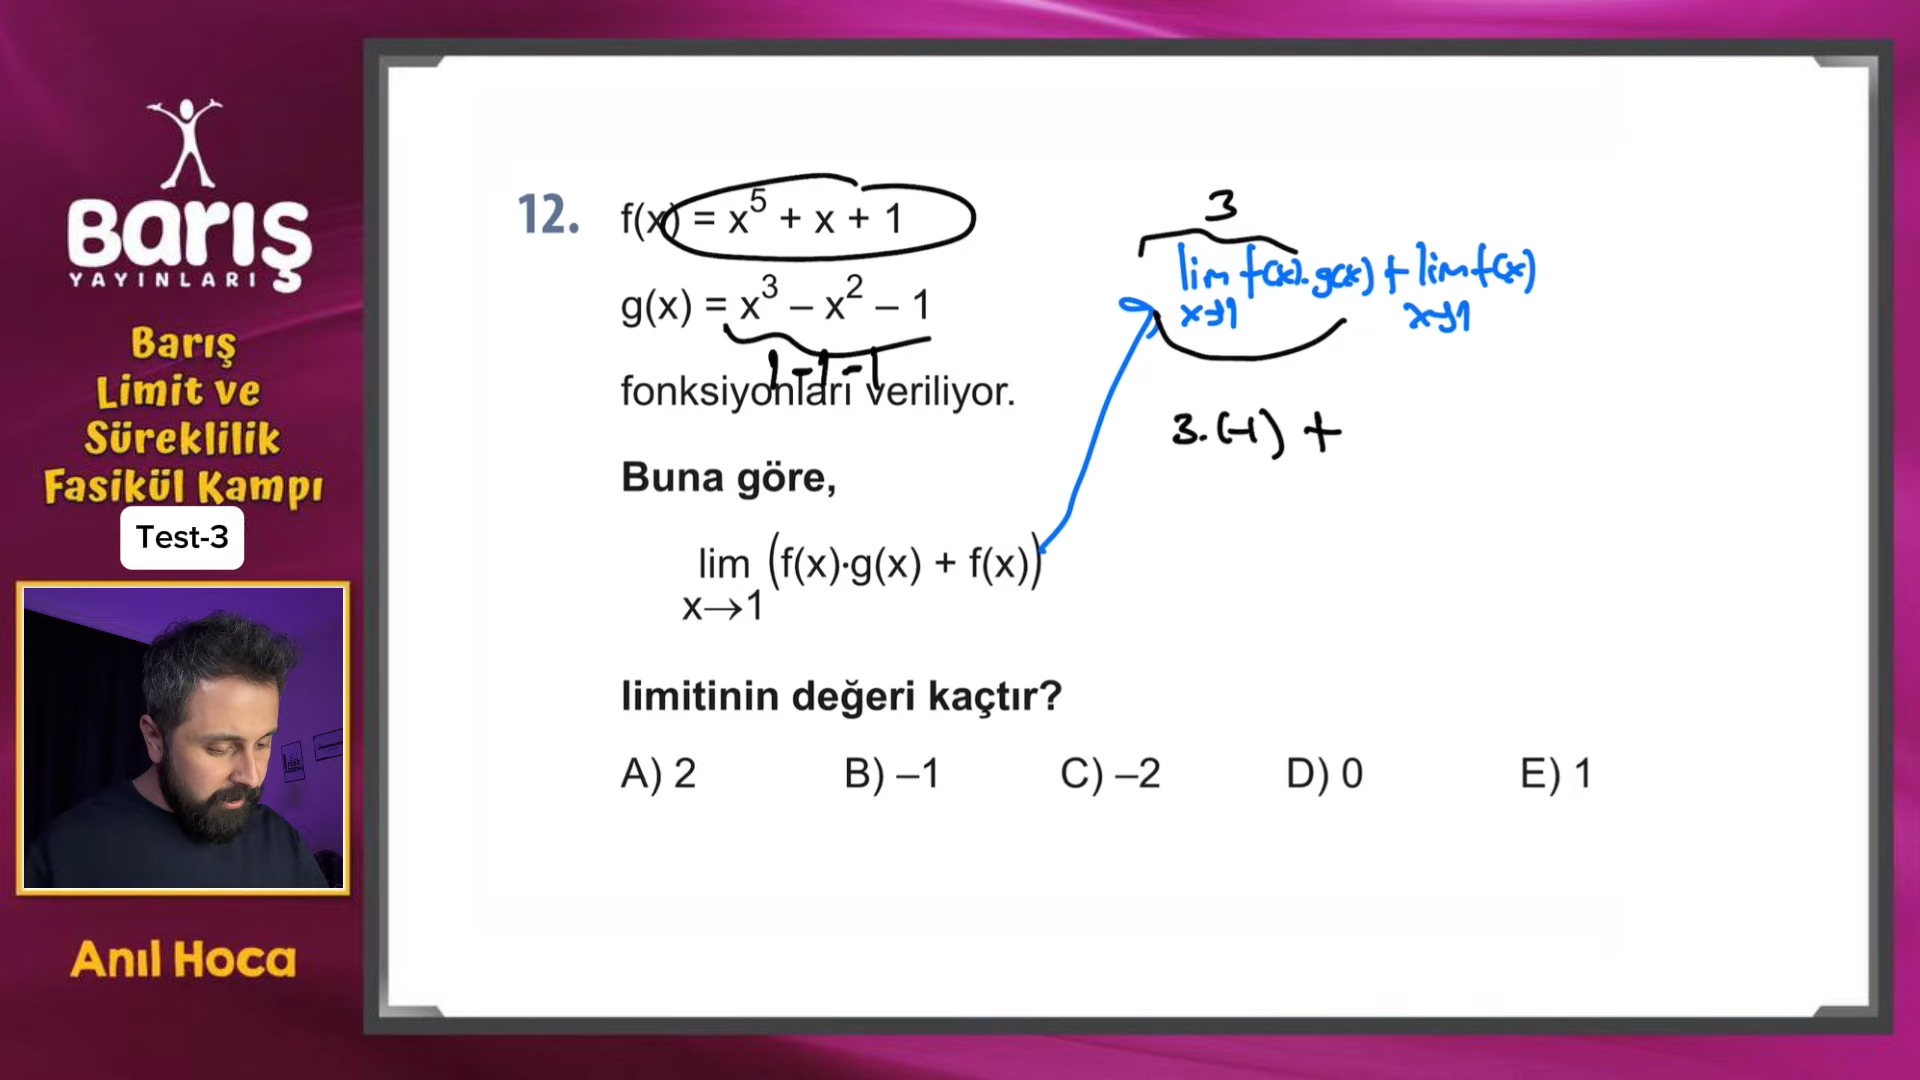 BARIŞ
YAYINLARI
Barış
Limit ve
Süreklilik
Fasikül Kampı
Test-3
Anıl Hoca
12. f(x) = x⁵ + x + 1
g(x) = x³ – x² – 1
1 - 1 - 1
fonksiyonları veriliyor.
Buna göre,
lim (f(x)·g(x) + f(x))
x→1
limitinin değeri kaçtır?
A) 2 B) –1 C) –2 D) 0 E) 1
3
lim f(x).g(x) + lim f(x)
x→1 x→1
3.(-1) +